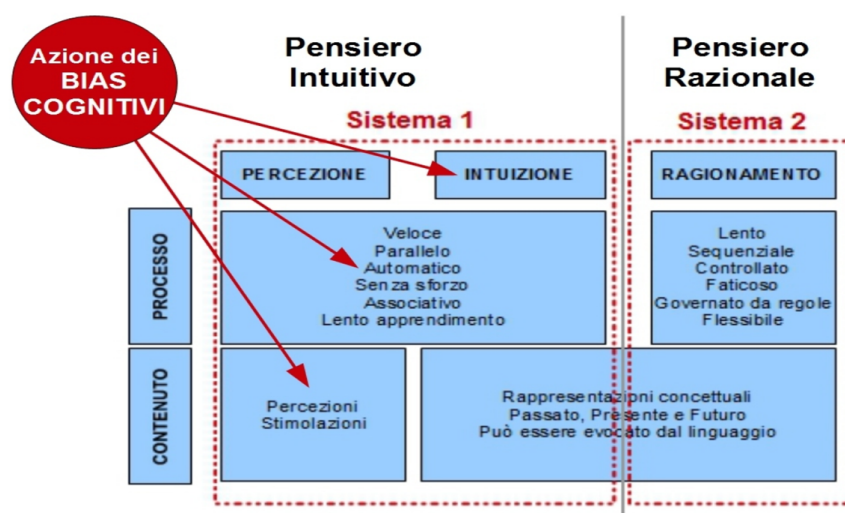 Azione dei
BIAS
COGNITIVI
Pensiero
Intuitivo
Pensiero
Razionale
Sistema 1
Sistema 2
PERCEZIONE
INTUIZIONE
RAGIONAMENTO
PROCESSO
Veloce
Parallelo
Automatico
Senza sforzo
Associativo
Lento apprendimento
Lento
Sequenziale
Controllato
Faticoso
Governato da regole
Flessibile
CONTENUTO
Percezioni
Stimolazioni
Rappresentazioni concettuali
Passato, Presente e Futuro
Può essere evocato dal linguaggio